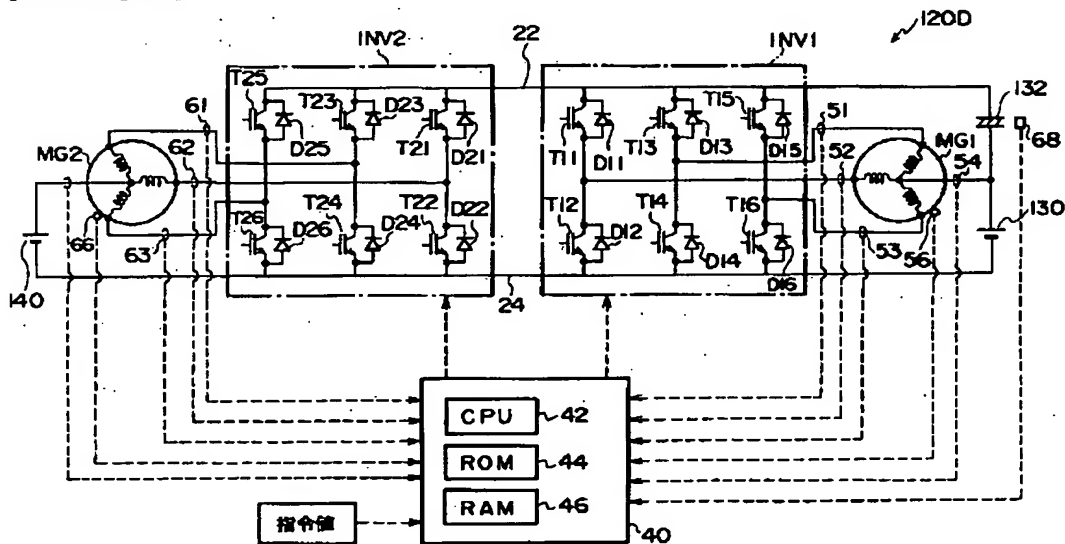 120D
INV2
22
INV1
T25
T23
D23
T21
D21
D25
T15
T13
D13
T11
D11
D15
132
68
61
62
MG2
51
52
MG1
54
T26
D26
T24
D24
T22
D22
T12
D12
T14
D14
T16
D16
66
63
53
56
130
140
24
CPU
42
ROM
44
RAM
46
40
指令値